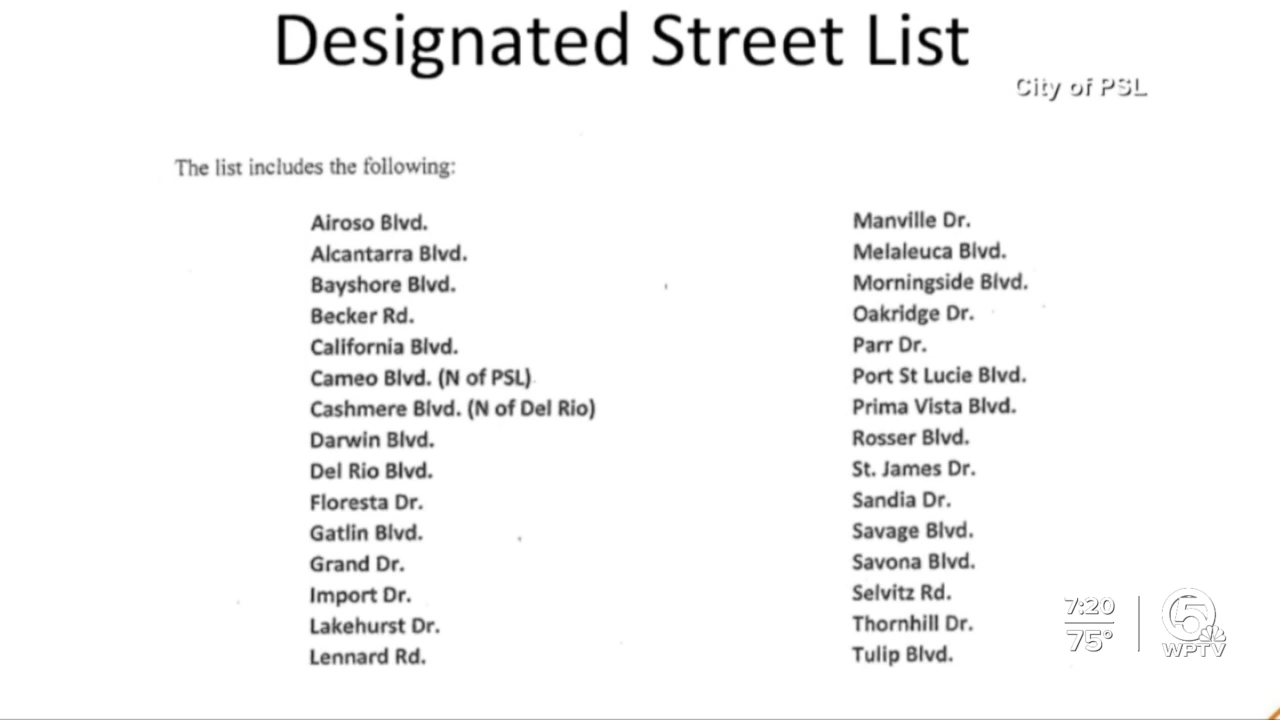 Designated Street List
City of PSL
The list includes the following:
Airoso Blvd.
Alcantarra Blvd.
Bayshore Blvd.
Becker Rd.
California Blvd.
Cameo Blvd. (N of PSL)
Cashmere Blvd. (N of Del Rio)
Darwin Blvd.
Del Rio Blvd.
Floresta Dr.
Gatlin Blvd.
Grand Dr.
Import Dr.
Lakehurst Dr.
Lennard Rd.
Manville Dr.
Melaleuca Blvd.
Morningside Blvd.
Oakridge Dr.
Parr Dr.
Port St Lucie Blvd.
Prima Vista Blvd.
Rosser Blvd.
St. James Dr.
Sandia Dr.
Savage Blvd.
Savona Blvd.
Selvitz Rd.
Thornhill Dr.
Tulip Blvd.
7:20
75°
5
WPTV